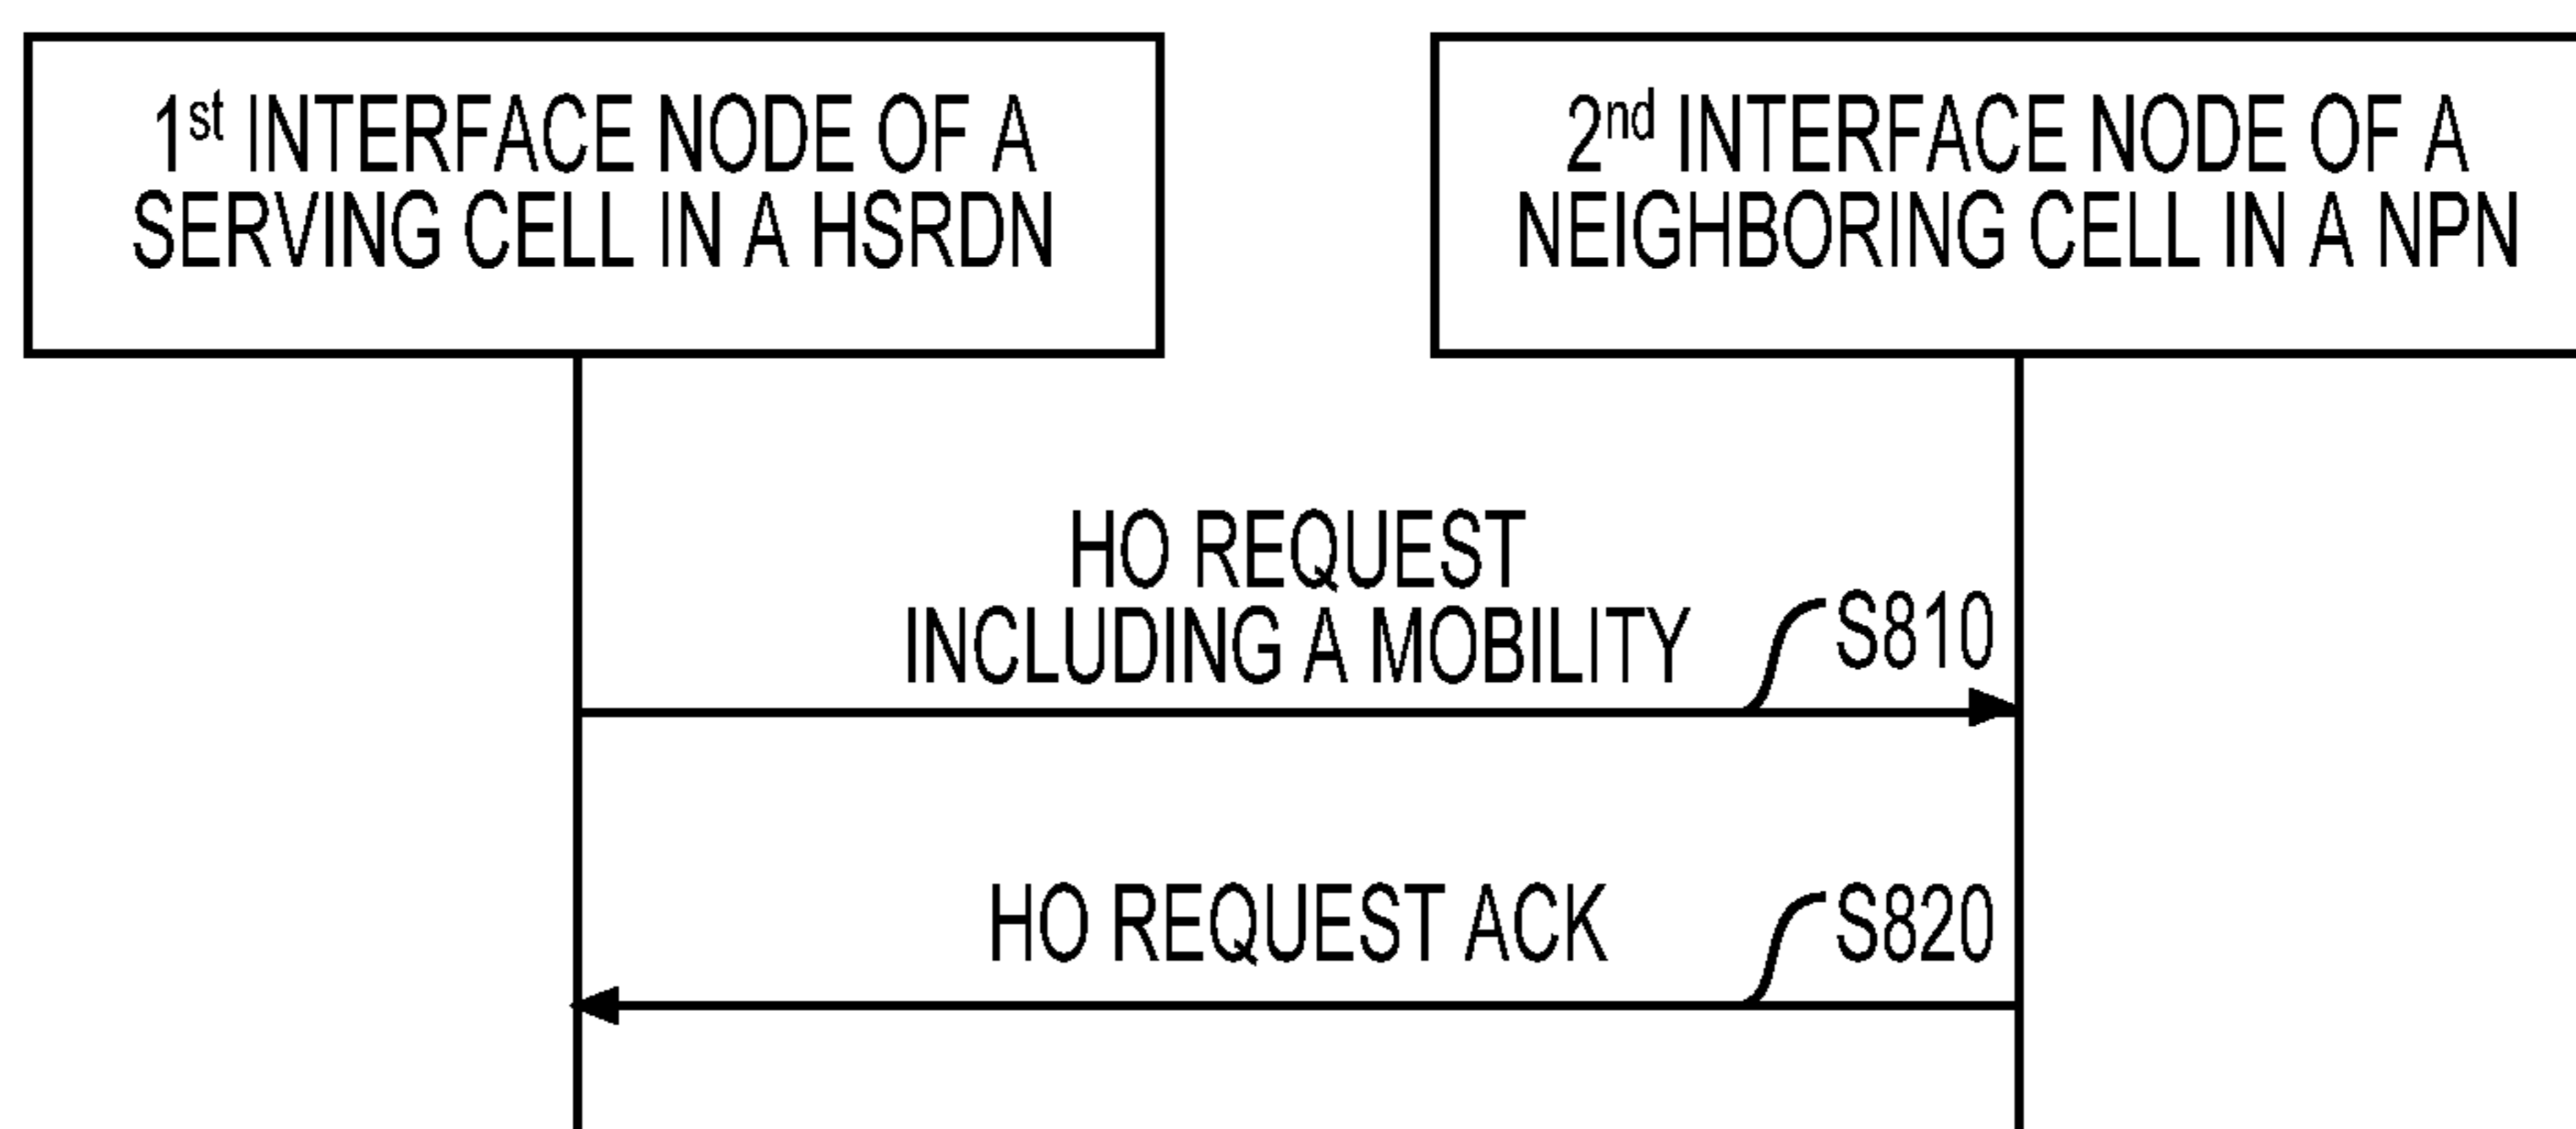 1st INTERFACE NODE OF A
SERVING CELL IN A HSRDN
2nd INTERFACE NODE OF A
NEIGHBORING CELL IN A NPN
HO REQUEST
INCLUDING A MOBILITY
S810
HO REQUEST ACK
S820